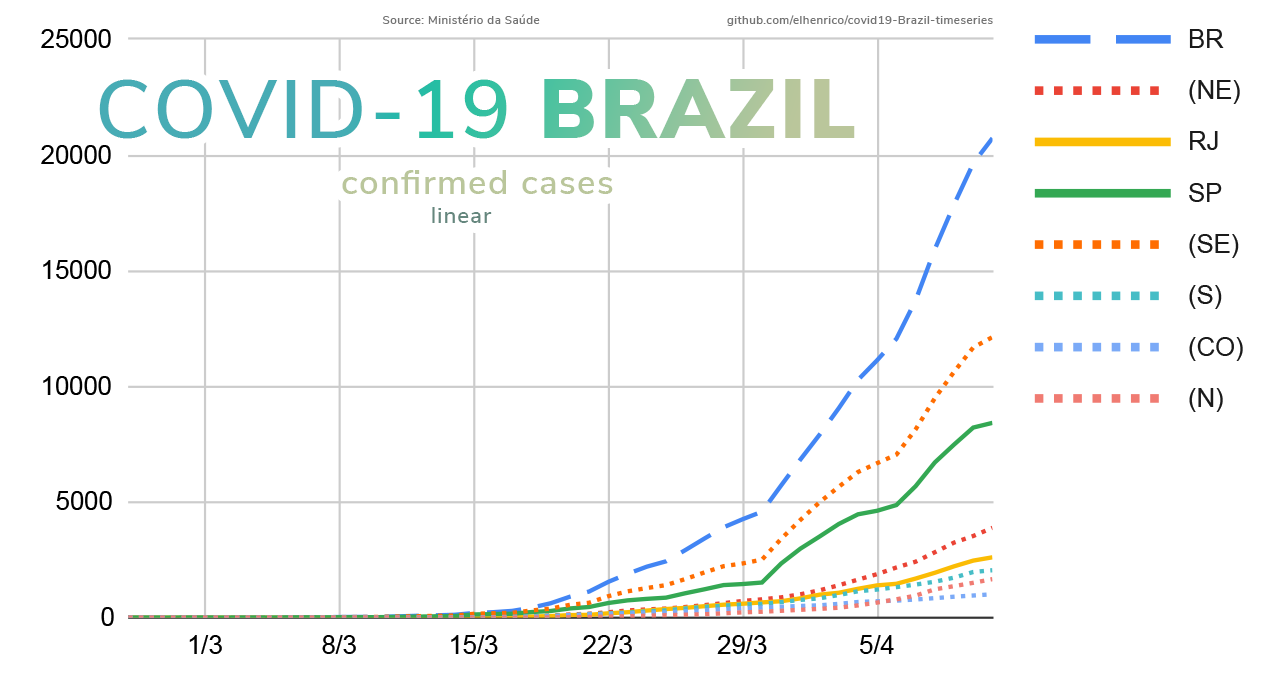 Source: Ministério da Saúde
github.com/elhenrico/covid19-Brazil-timeseries
COVID-19 BRAZIL
confirmed cases
linear
25000
20000
15000
10000
5000
0
1/3
8/3
15/3
22/3
29/3
5/4
BR
(NE)
RJ
SP
(SE)
(S)
(CO)
(N)